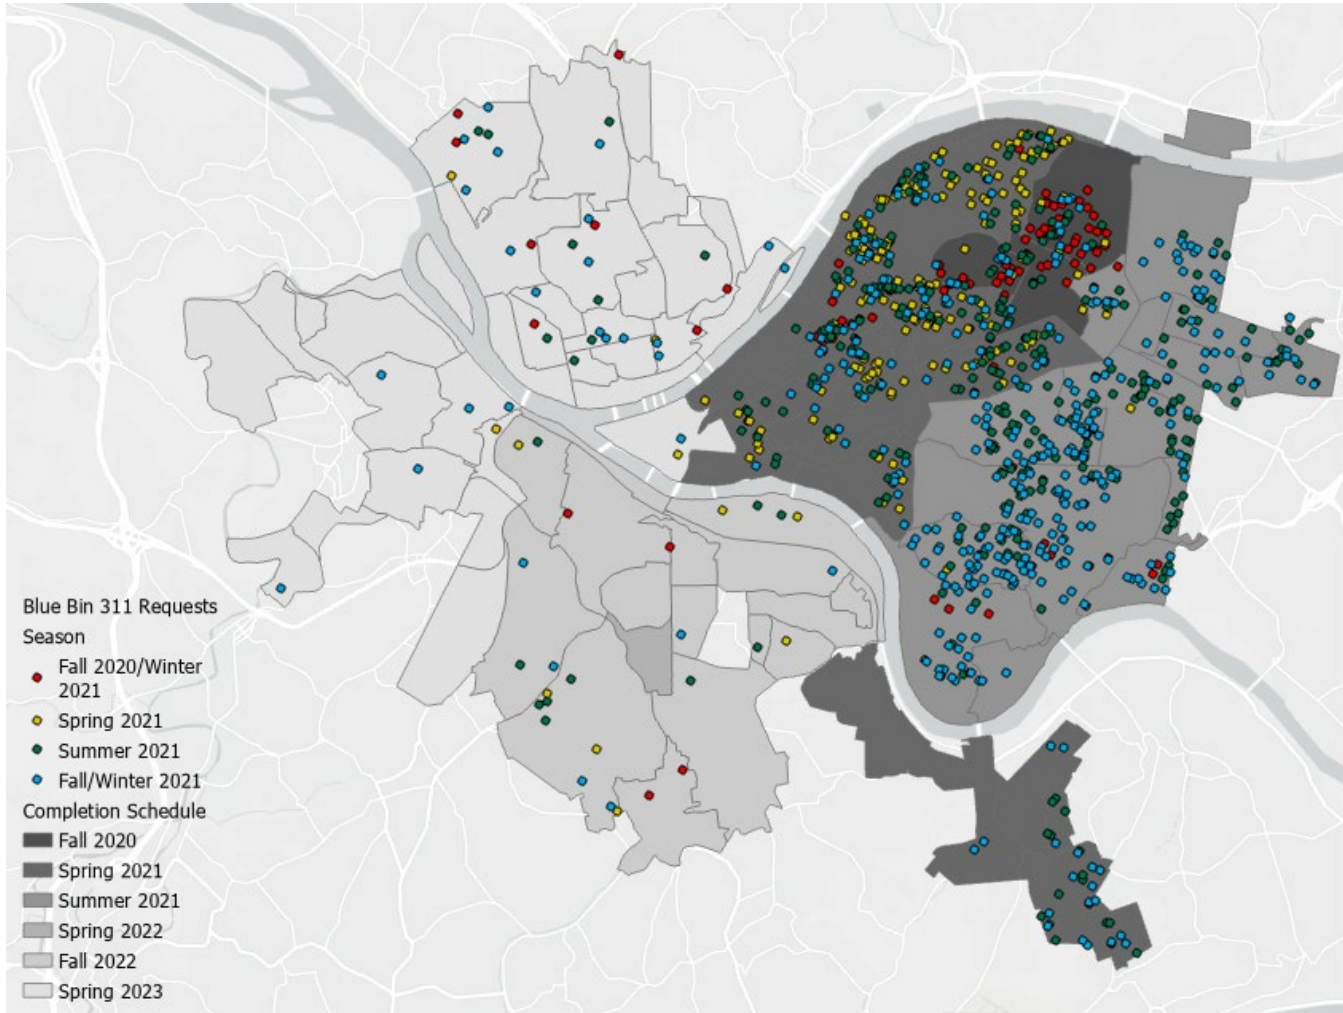 Blue Bin 311 Requests
Season
Fall 2020/Winter
2021
Spring 2021
Summer 2021
Fall/Winter 2021
Completion Schedule
Fall 2020
Spring 2021
Summer 2021
Spring 2022
Fall 2022
Spring 2023